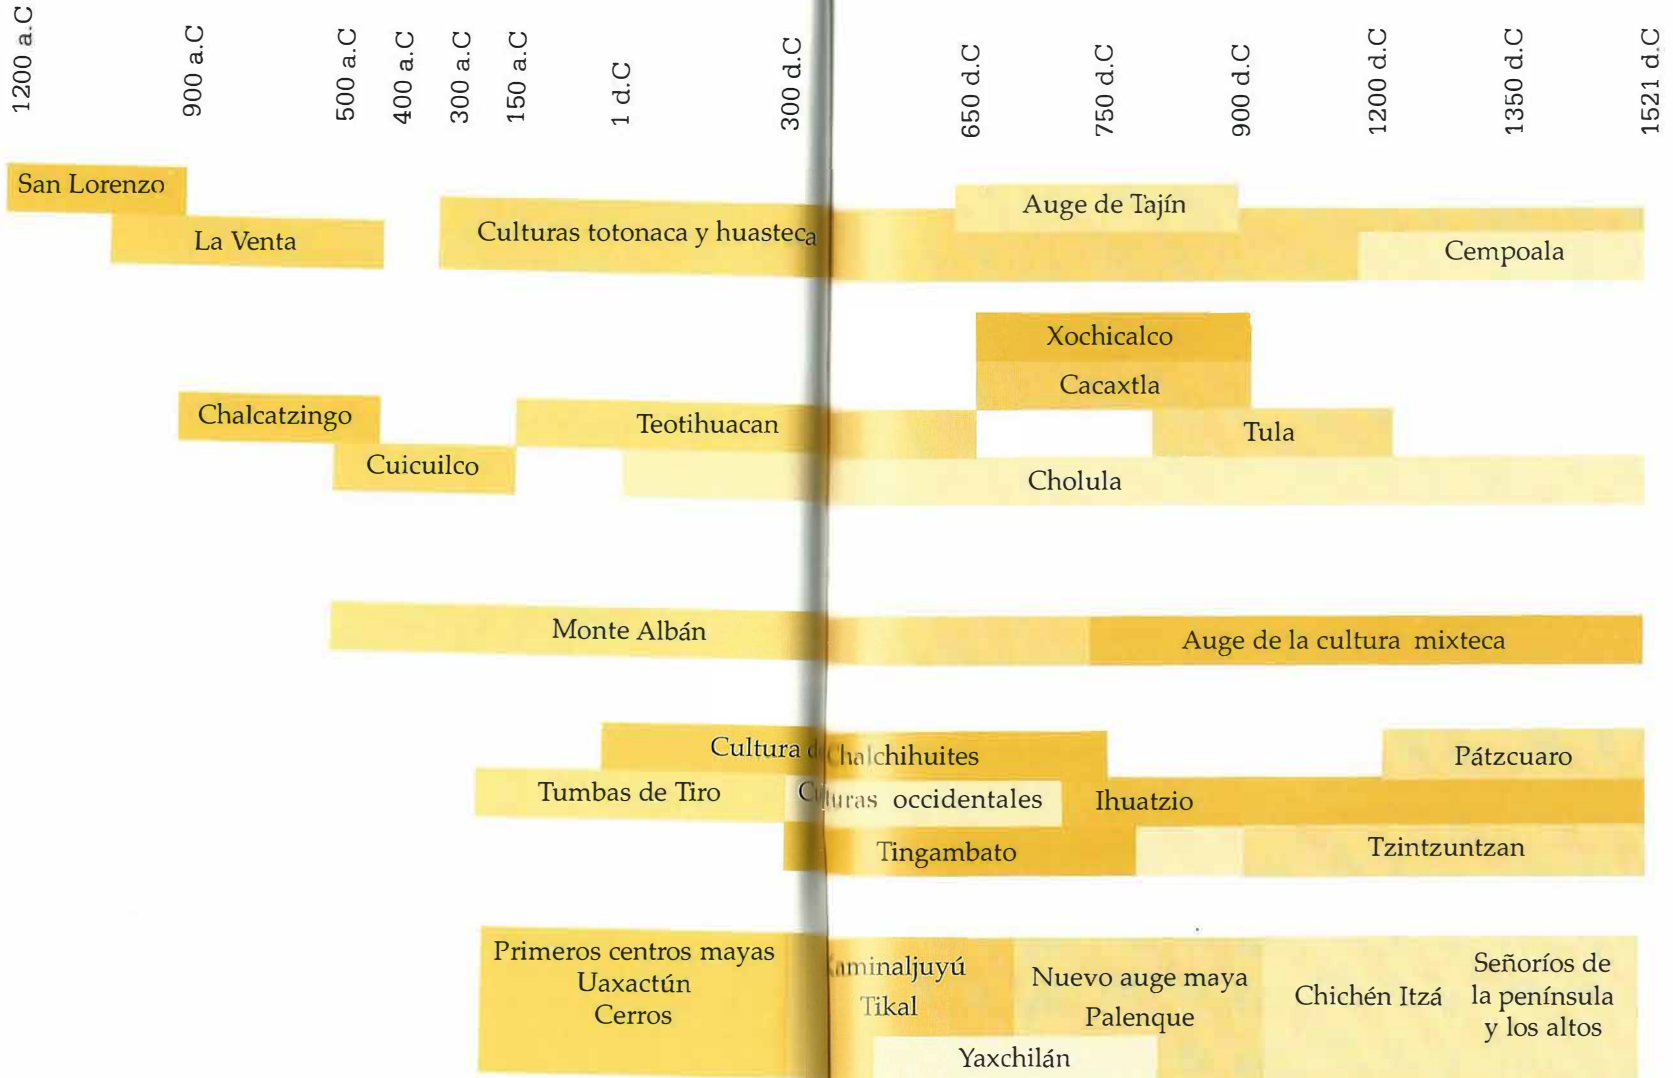 1200 a.C
900 a.C
500 a.C
400 a.C
300 a.C
150 a.C
1 d.C
300 d.C
650 d.C
750 d.C
900 d.C
1200 d.C
1350 d.C
1521 d.C
San Lorenzo
La Venta
Culturas totonaca y huasteca
Auge de Tajín
Cempoala
Xochicalco
Cacaxtla
Chalcatzingo
Teotihuacan
Tula
Cuicuilco
Cholula
Monte Albán
Auge de la cultura mixteca
Cultura de Chalchihuites
Pátzcuaro
Tumbas de Tiro
Culturas occidentales
Ihuatzio
Tingambato
Tzintzuntzan
Primeros centros mayas
Uaxactún
Cerros
Kaminaljuyú
Tikal
Nuevo auge maya
Palenque
Yaxchilán
Chichén Itzá
Señoríos de
la península
y los altos